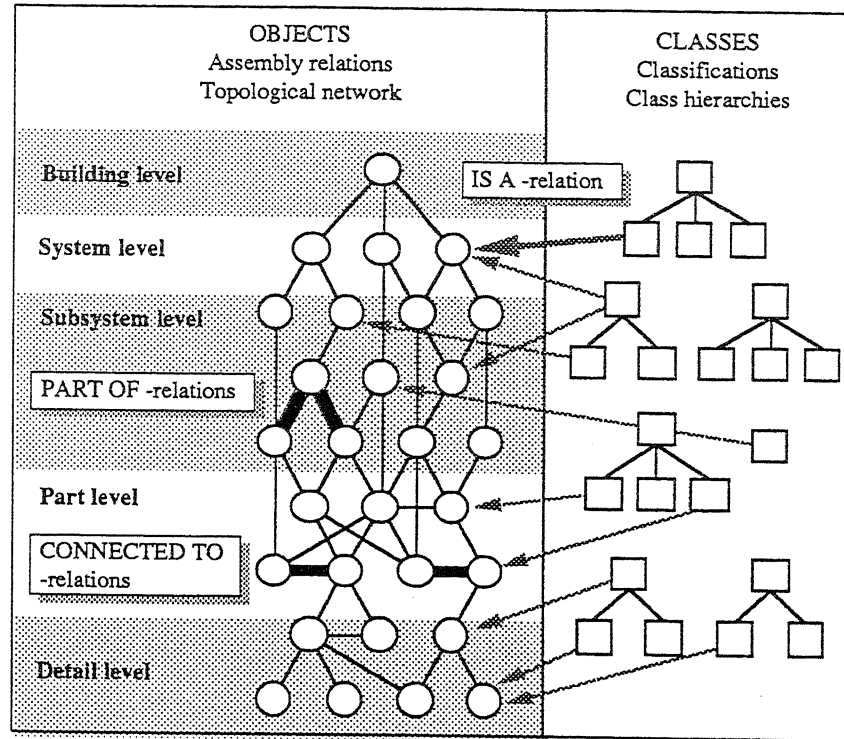 OBJECTS
Assembly relations
Topological network
CLASSES
Classifications
Class hierarchies
Building level
IS A -relation
System level
Subsystem level
PART OF -relations
Part level
CONNECTED TO
-relations
Detail level